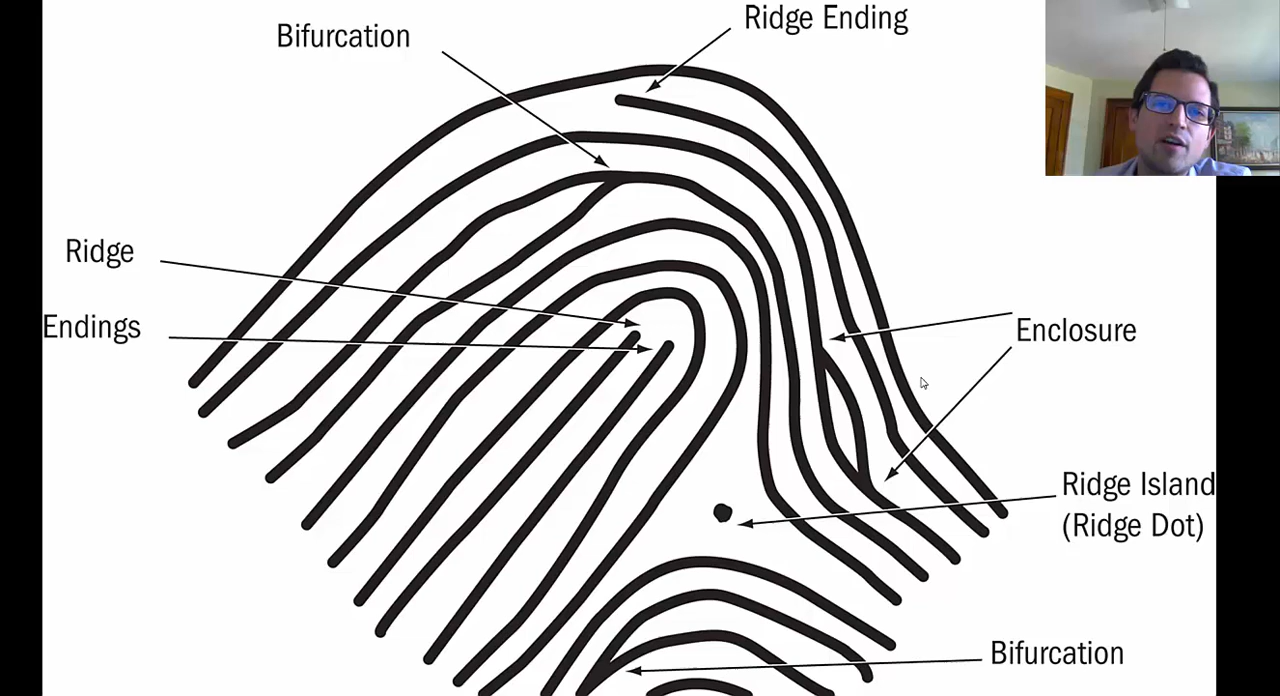 Bifurcation
Ridge Ending
Ridge
Endings
Enclosure
Ridge Island
(Ridge Dot)
Bifurcation